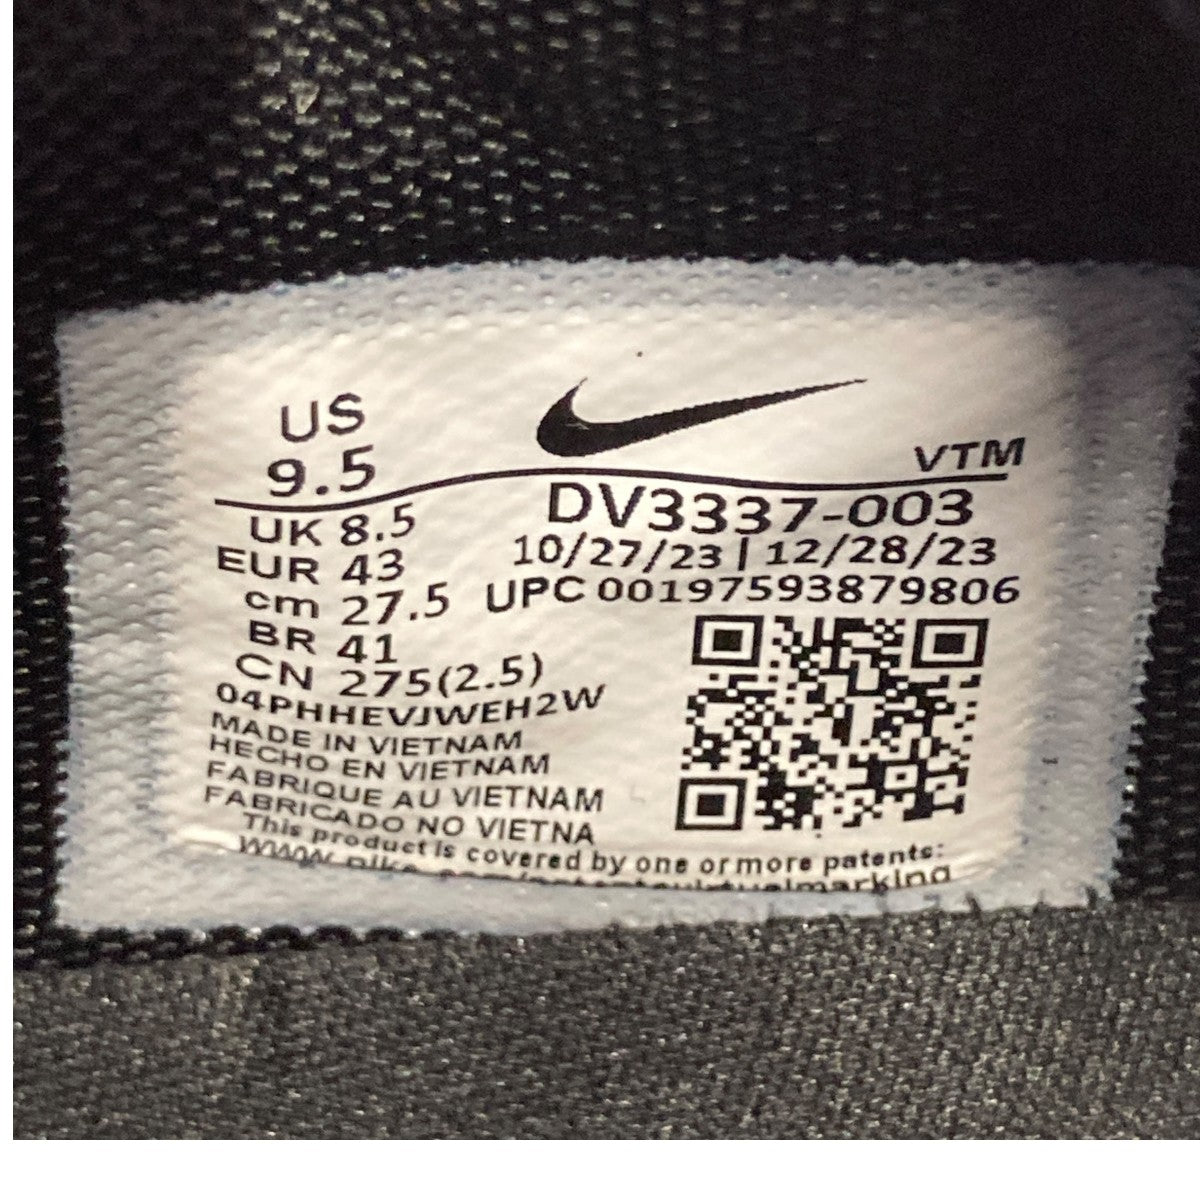 US
9.5
VTM
DV3337-003
UK 8.5
10/27/23 | 12/28/23
EUR 43
UPC 00197593879806
cm 27.5
BR 41
CN 275(2.5)
04PHHEVJWEH2W
MADE IN VIETNAM
HECHO EN VIETNAM
FABRIQUE AU VIETNAM
FABRICADO NO VIETNA
This product is covered by one or more patents: